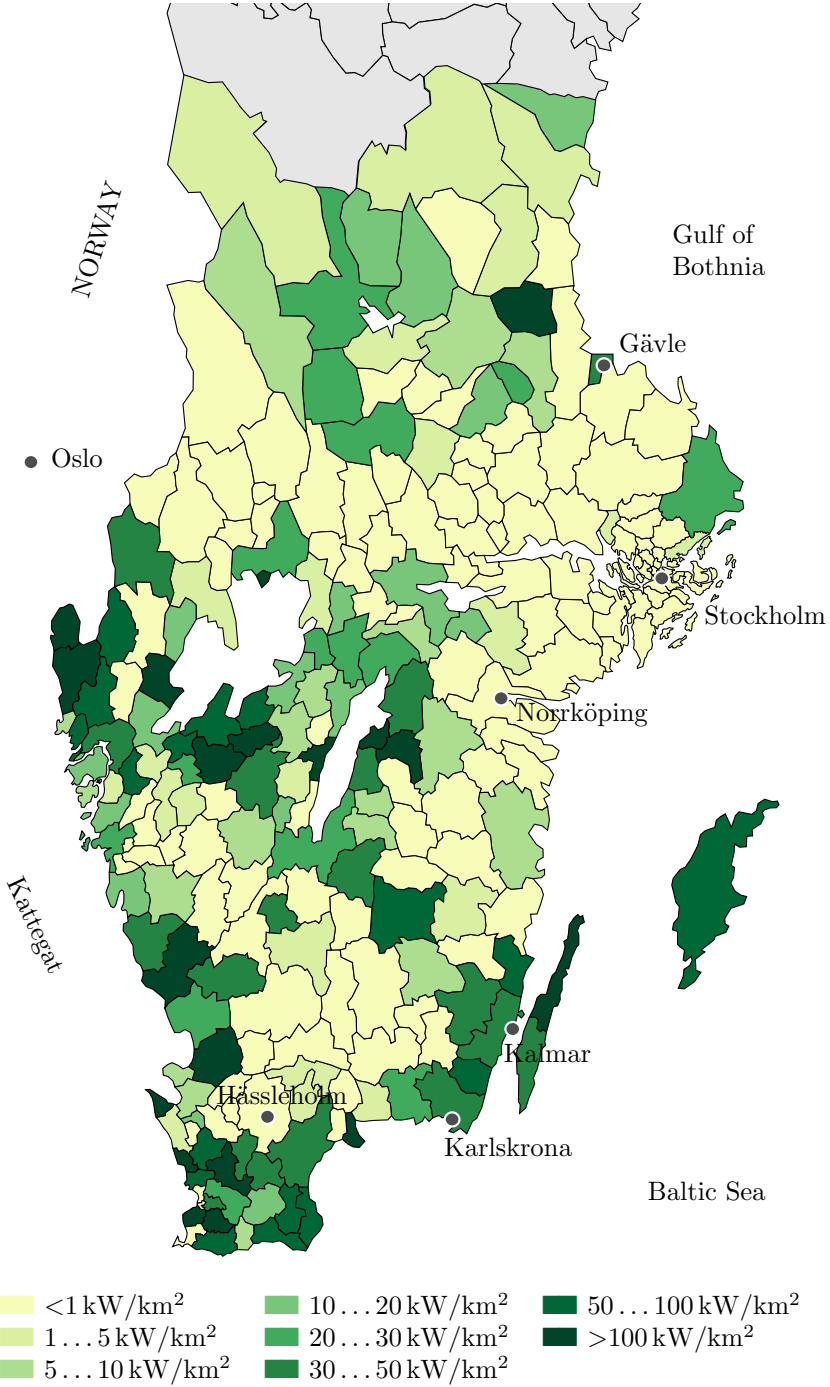 NORWAY
Gulf of
Bothnia
Gävle
Oslo
Stockholm
Norrköping
Kattegat
Kalmar
Hässleholm
Karlskrona
Baltic Sea
<1 kW/km²
1…5 kW/km²
5…10 kW/km²
10…20 kW/km²
20…30 kW/km²
30…50 kW/km²
50…100 kW/km²
>100 kW/km²